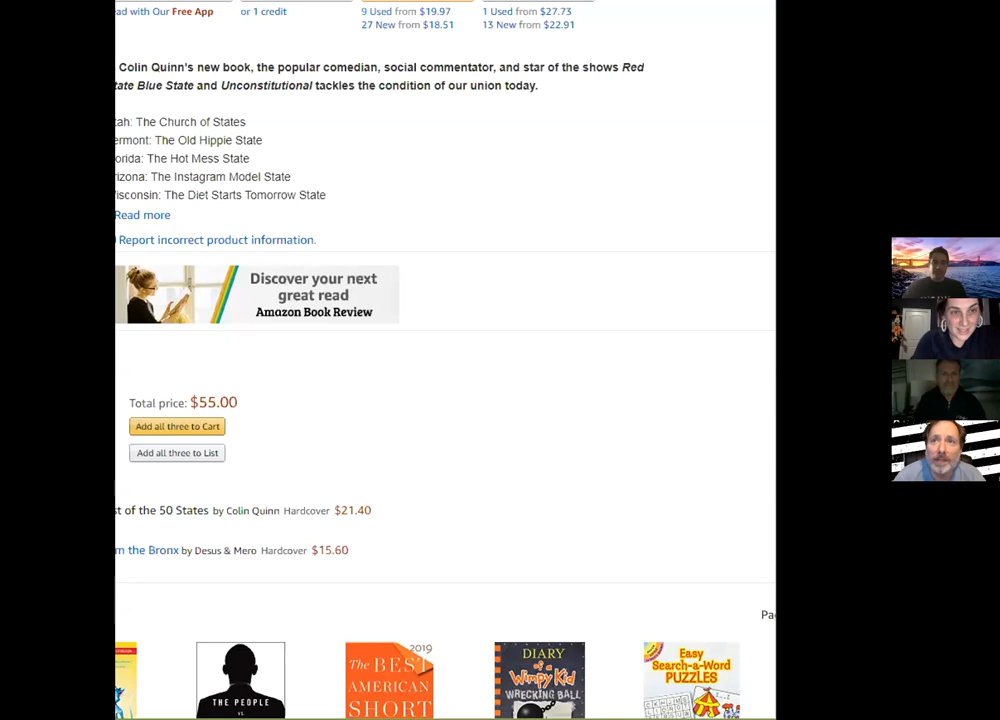 ead with Our Free App
or 1 credit
9 Used from $19.97
27 New from $18.51
1 Used from $27.73
13 New from $22.91
Colin Quinn's new book, the popular comedian, social commentator, and star of the shows Red
tate Blue State and Unconstitutional tackles the condition of our union today.
tah: The Church of States
ermont: The Old Hippie State
orida: The Hot Mess State
rizona: The Instagram Model State
isconsin: The Diet Starts Tomorrow State
Read more
Report incorrect product information.
Discover your next
great read
Amazon Book Review
Total price: $55.00
Add all three to Cart
Add all three to List
st of the 50 States by Colin Quinn Hardcover $21.40
m the Bronx by Desus & Mero Hardcover $15.60
Pa
THE PEOPLE
VS.
2019
The BEST
AMERICAN
SHORT
DIARY
of a
Wimpy Kid
WRECKING BALL
Easy
Search-a-Word
PUZZLES